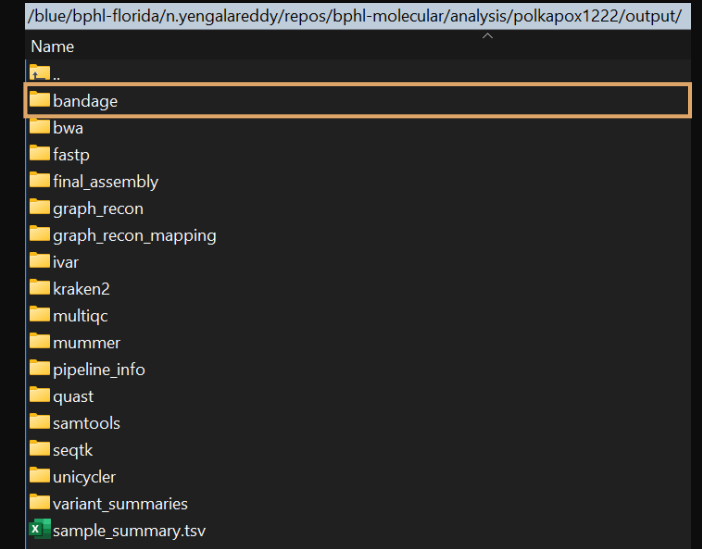 /blue/bphl-florida/n.yengalareddy/repos/bphl-molecular/analysis/polkapox1222/output/
Name
..
bandage
bwa
fastp
final_assembly
graph_recon
graph_recon_mapping
ivar
kraken2
multiqc
mummer
pipeline_info
quast
samtools
seqtk
unicycler
variant_summaries
sample_summary.tsv